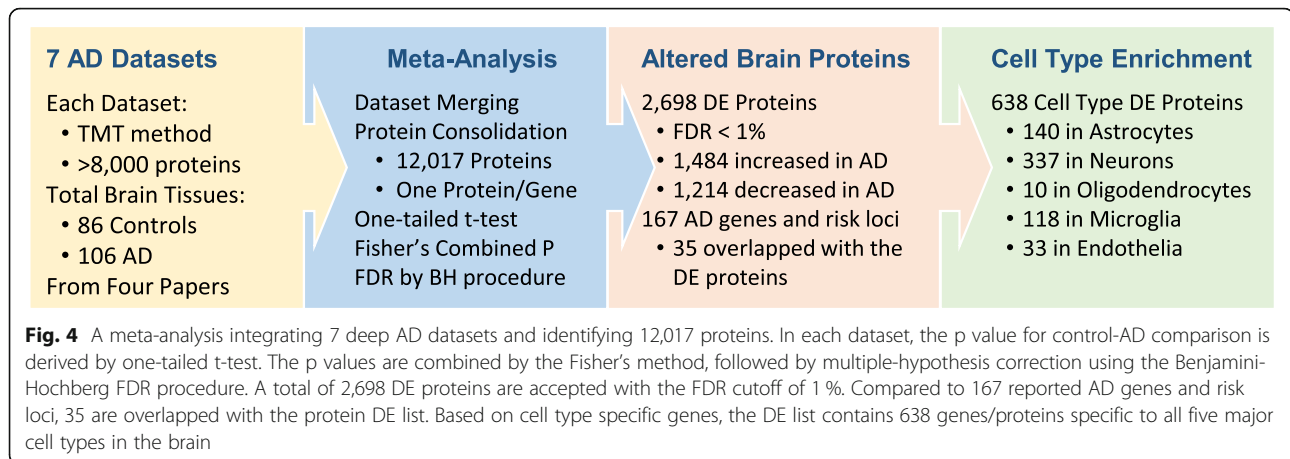 7 AD Datasets
Each Dataset:
• TMT method
• >8,000 proteins
Total Brain Tissues:
• 86 Controls
• 106 AD
From Four Papers
Meta-Analysis
Dataset Merging
Protein Consolidation
• 12,017 Proteins
• One Protein/Gene
One-tailed t-test
Fisher's Combined P
FDR by BH procedure
Altered Brain Proteins
2,698 DE Proteins
• FDR < 1%
• 1,484 increased in AD
• 1,214 decreased in AD
167 AD genes and risk loci
• 35 overlapped with the
DE proteins
Cell Type Enrichment
638 Cell Type DE Proteins
• 140 in Astrocytes
• 337 in Neurons
• 10 in Oligodendrocytes
• 118 in Microglia
• 33 in Endothelia
Fig. 4 A meta-analysis integrating 7 deep AD datasets and identifying 12,017 proteins. In each dataset, the p value for control-AD comparison is
derived by one-tailed t-test. The p values are combined by the Fisher's method, followed by multiple-hypothesis correction using the Benjamini-
Hochberg FDR procedure. A total of 2,698 DE proteins are accepted with the FDR cutoff of 1 %. Compared to 167 reported AD genes and risk
loci, 35 are overlapped with the protein DE list. Based on cell type specific genes, the DE list contains 638 genes/proteins specific to all five major
cell types in the brain